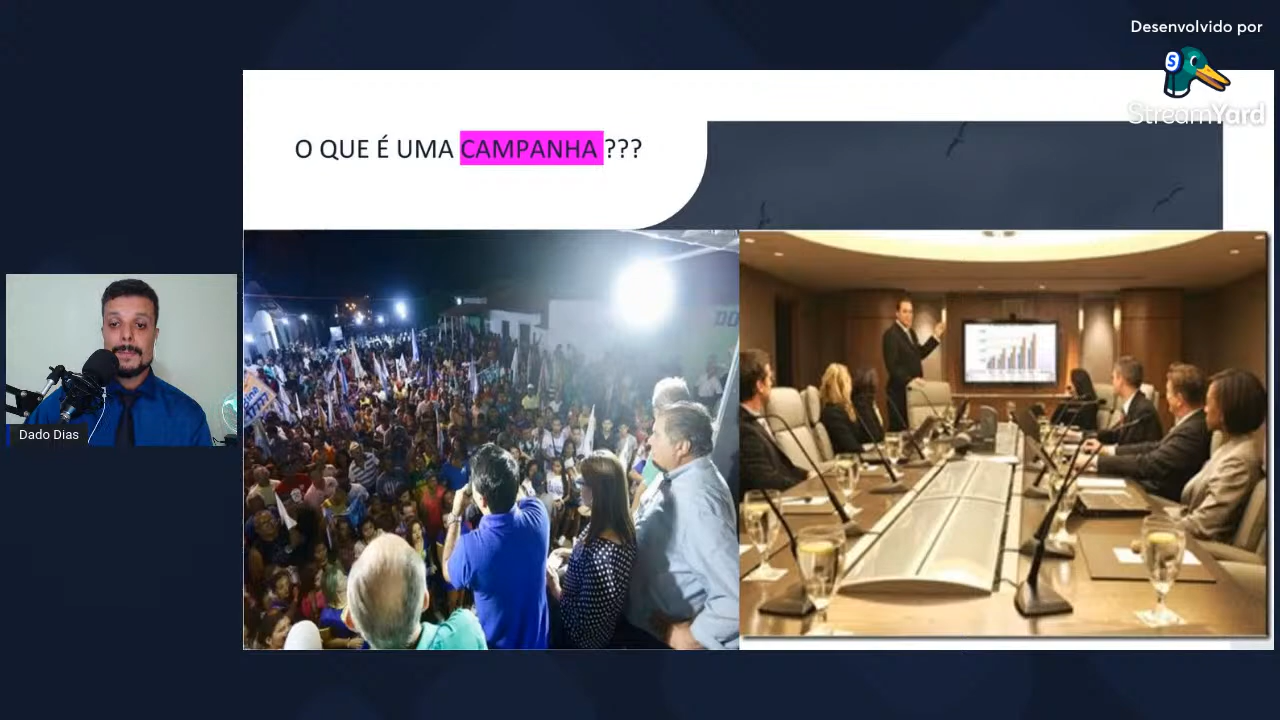 Desenvolvido por
StreamYard
O QUE É UMA CAMPANHA ???
Dado Dias